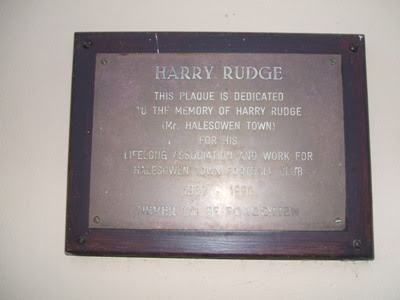 HARRY RUDGE
THIS PLAQUE IS DEDICATED
TO THE MEMORY OF HARRY RUDGE
(Mr. HALESOWEN TOWN)
FOR HIS
LIFELONG ASSOCIATION AND WORK FOR
HALESOWEN TOWN FOOTBALL CLUB